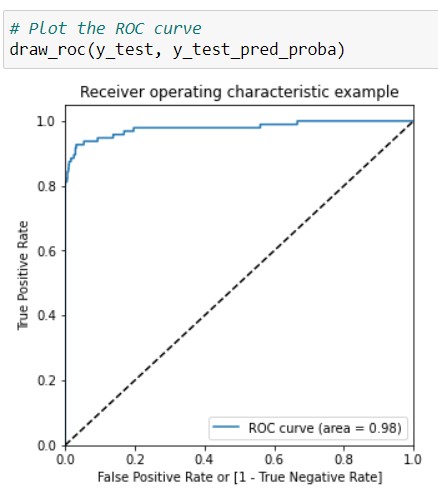 # Plot the ROC curve
draw_roc(y_test, y_test_pred_proba)
Receiver operating characteristic example
1.0
0.8
0.6
0.4
0.2
0.0
True Positive Rate
ROC curve (area = 0.98)
0.0 0.2 0.4 0.6 0.8 1.0
False Positive Rate or [1 - True Negative Rate]